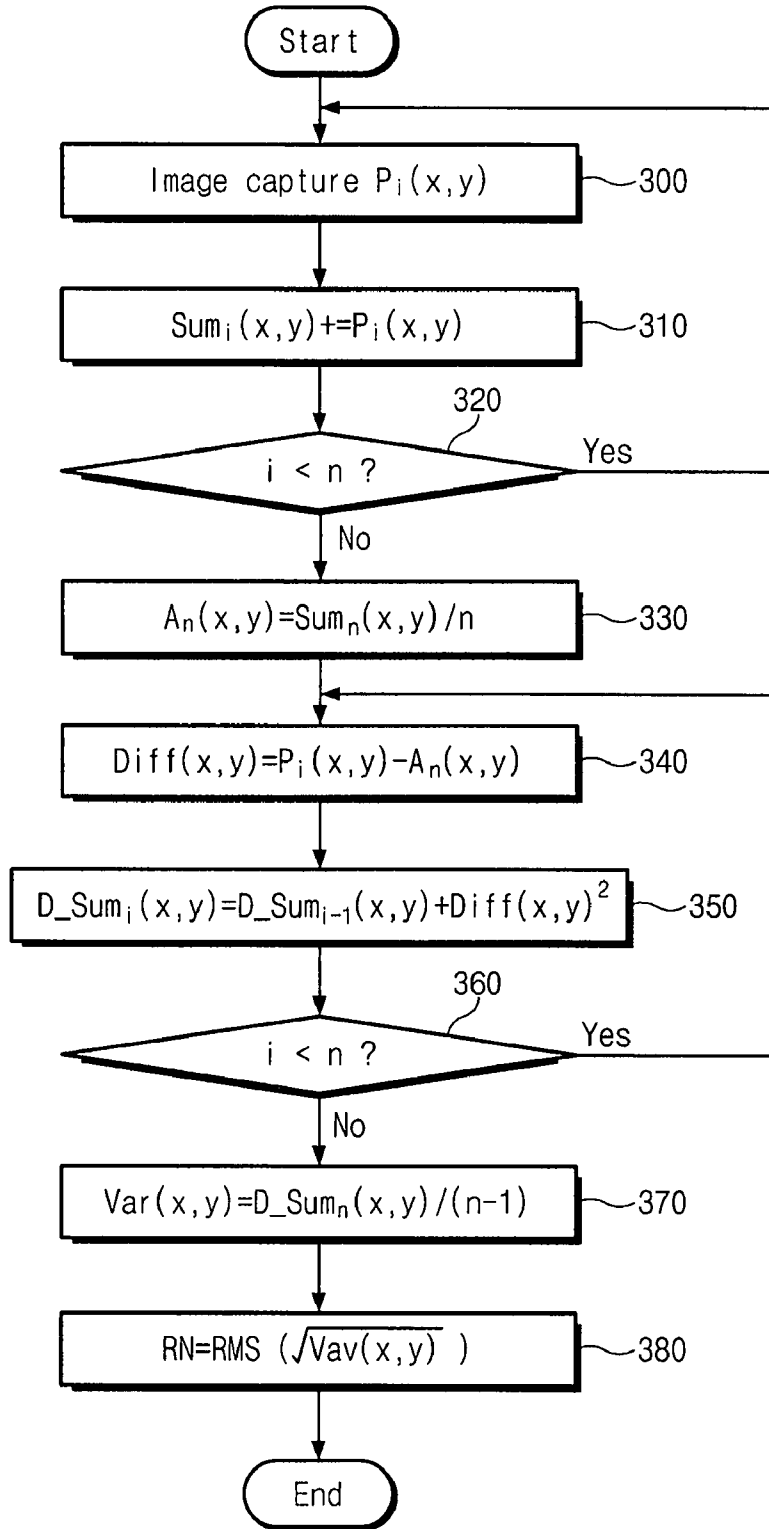 Start
Image capture Pᵢ(x,y)
300
Sumᵢ(x,y)+=Pᵢ(x,y)
310
320
i < n ?
Yes
No
Aₙ(x,y)=Sumₙ(x,y)/n
330
Diff(x,y)=Pᵢ(x,y)-Aₙ(x,y)
340
D_Sumᵢ(x,y)=D_Sumᵢ₋₁(x,y)+Diff(x,y)²
350
360
i < n ?
Yes
No
Var(x,y)=D_Sumₙ(x,y)/(n-1)
370
RN=RMS (√Vav(x,y) )
380
End